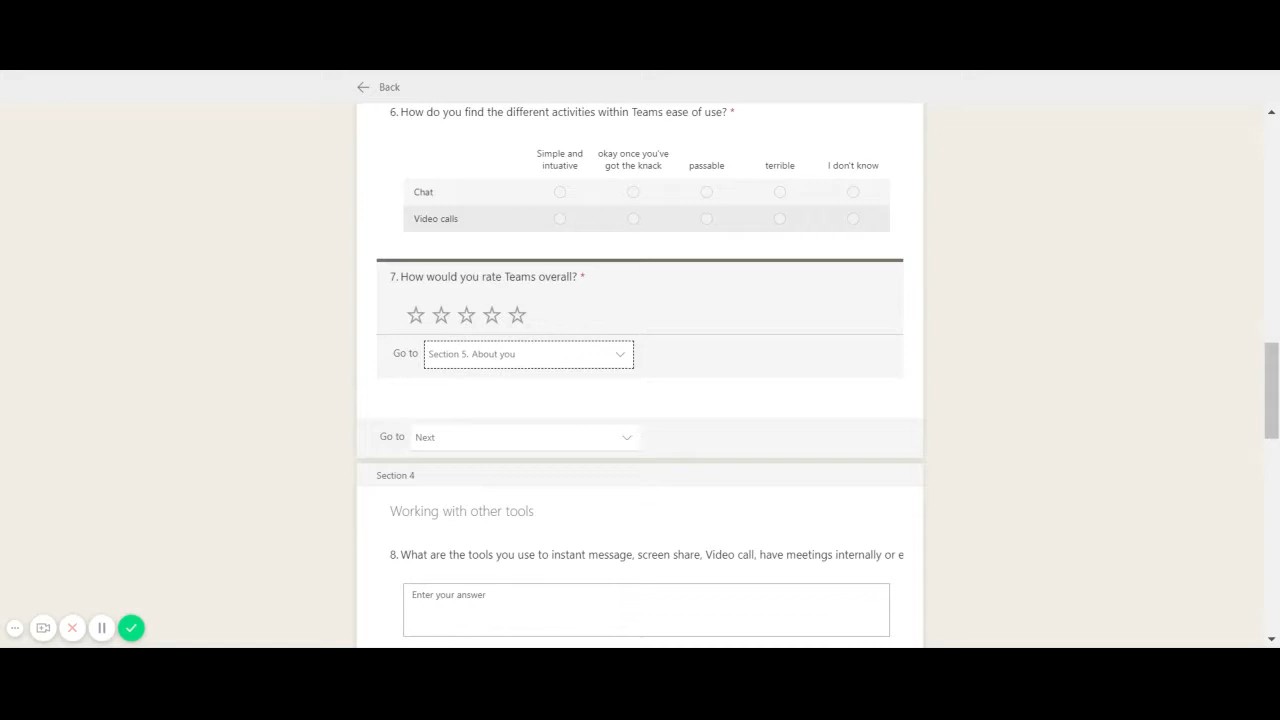 Back
6. How do you find the different activities within Teams ease of use? *
Simple and intuative
okay once you've got the knack
passable
terrible
I don't know
Chat
Video calls
7. How would you rate Teams overall? *
Go to Section 5. About you
Go to Next
Section 4
Working with other tools
8. What are the tools you use to instant message, screen share, Video call, have meetings internally or e
Enter your answer